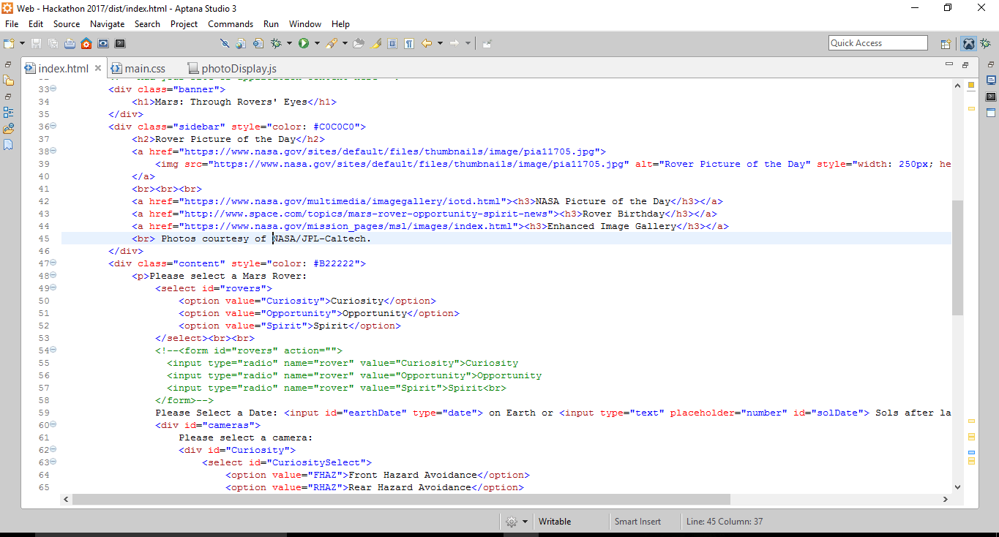 Web - Hackathon 2017/dist/index.html - Aptana Studio 3
File Edit Source Navigate Search Project Commands Run Window Help
Quick Access
index.html main.css photoDisplay.js
33 <div class="banner">
34 <h1>Mars: Through Rovers' Eyes</h1>
35 </div>
36 <div class="sidebar" style="color: #C0C0C0">
37 <h2>Rover Picture of the Day</h2>
38 <a href="https://www.nasa.gov/sites/default/files/thumbnails/image/pia11705.jpg">
39 <img src="https://www.nasa.gov/sites/default/files/thumbnails/image/pia11705.jpg" alt="Rover Picture of the Day" style="width: 250px; he
40 </a>
41 <br><br><br>
42 <a href="https://www.nasa.gov/multimedia/imagegallery/iotd.html"><h3>NASA Picture of the Day</h3></a>
43 <a href="http://www.space.com/topics/mars-rover-opportunity-spirit-news"><h3>Rover Birthday</h3></a>
44 <a href="https://www.nasa.gov/mission_pages/msl/images/index.html"><h3>Enhanced Image Gallery</h3></a>
45 <br> Photos courtesy of NASA/JPL-Caltech.
46 </div>
47 <div class="content" style="color: #B22222">
48 <p>Please select a Mars Rover:
49 <select id="rovers">
50 <option value="Curiosity">Curiosity</option>
51 <option value="Opportunity">Opportunity</option>
52 <option value="Spirit">Spirit</option>
53 </select><br><br>
54 <!--<form id="rovers" action="">
55 <input type="radio" name="rover" value="Curiosity">Curiosity
56 <input type="radio" name="rover" value="Opportunity">Opportunity
57 <input type="radio" name="rover" value="Spirit">Spirit<br>
58 </form>-->
59 Please Select a Date: <input id="earthDate" type="date"> on Earth or <input type="text" placeholder="number" id="solDate"> Sols after la
60 <div id="cameras">
61 Please select a camera:
62 <div id="Curiosity">
63 <select id="CuriositySelect">
64 <option value="FHAZ">Front Hazard Avoidance</option>
65 <option value="RHAZ">Rear Hazard Avoidance</option>
Writable Smart Insert Line: 45 Column: 37